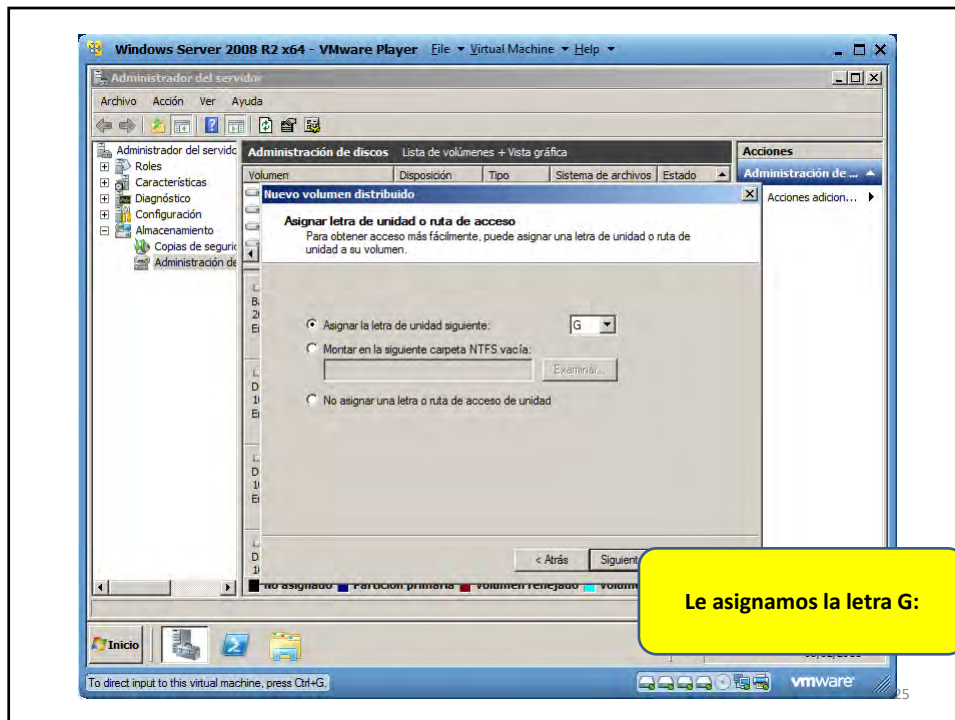 Windows Server 2008 R2 x64 - VMware Player File Virtual Machine Help
Administrador del servidor
Archivo Acción Ver Ayuda
Administrador del servidc
Roles
Características
Diagnóstico
Configuración
Almacenamiento
Copias de seguric
Administración de
Administración de discos Lista de volúmenes + Vista gráfica
Volumen Disposición Tipo Sistema de archivos Estado
Acciones
Administración de ...
Acciones adicion...
Nuevo volumen distribuido
Asignar letra de unidad o ruta de acceso
Para obtener acceso más fácilmente, puede asignar una letra de unidad o ruta de
unidad a su volumen.
Asignar la letra de unidad siguiente: G
Montar en la siguiente carpeta NTFS vacía:
Examinar...
No asignar una letra o ruta de acceso de unidad
< Atrás Siguient
No asignado Partición primaria Volumen reflejado
Le asignamos la letra G:
Inicio
To direct input to this virtual machine, press Ctrl+G.
vmware
25